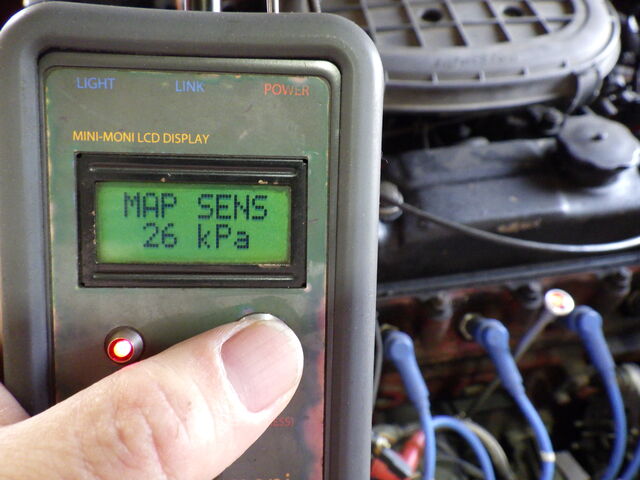 LIGHT LINK POWER
MINI-MONI LCD DISPLAY
MAP SENS
26 kPa